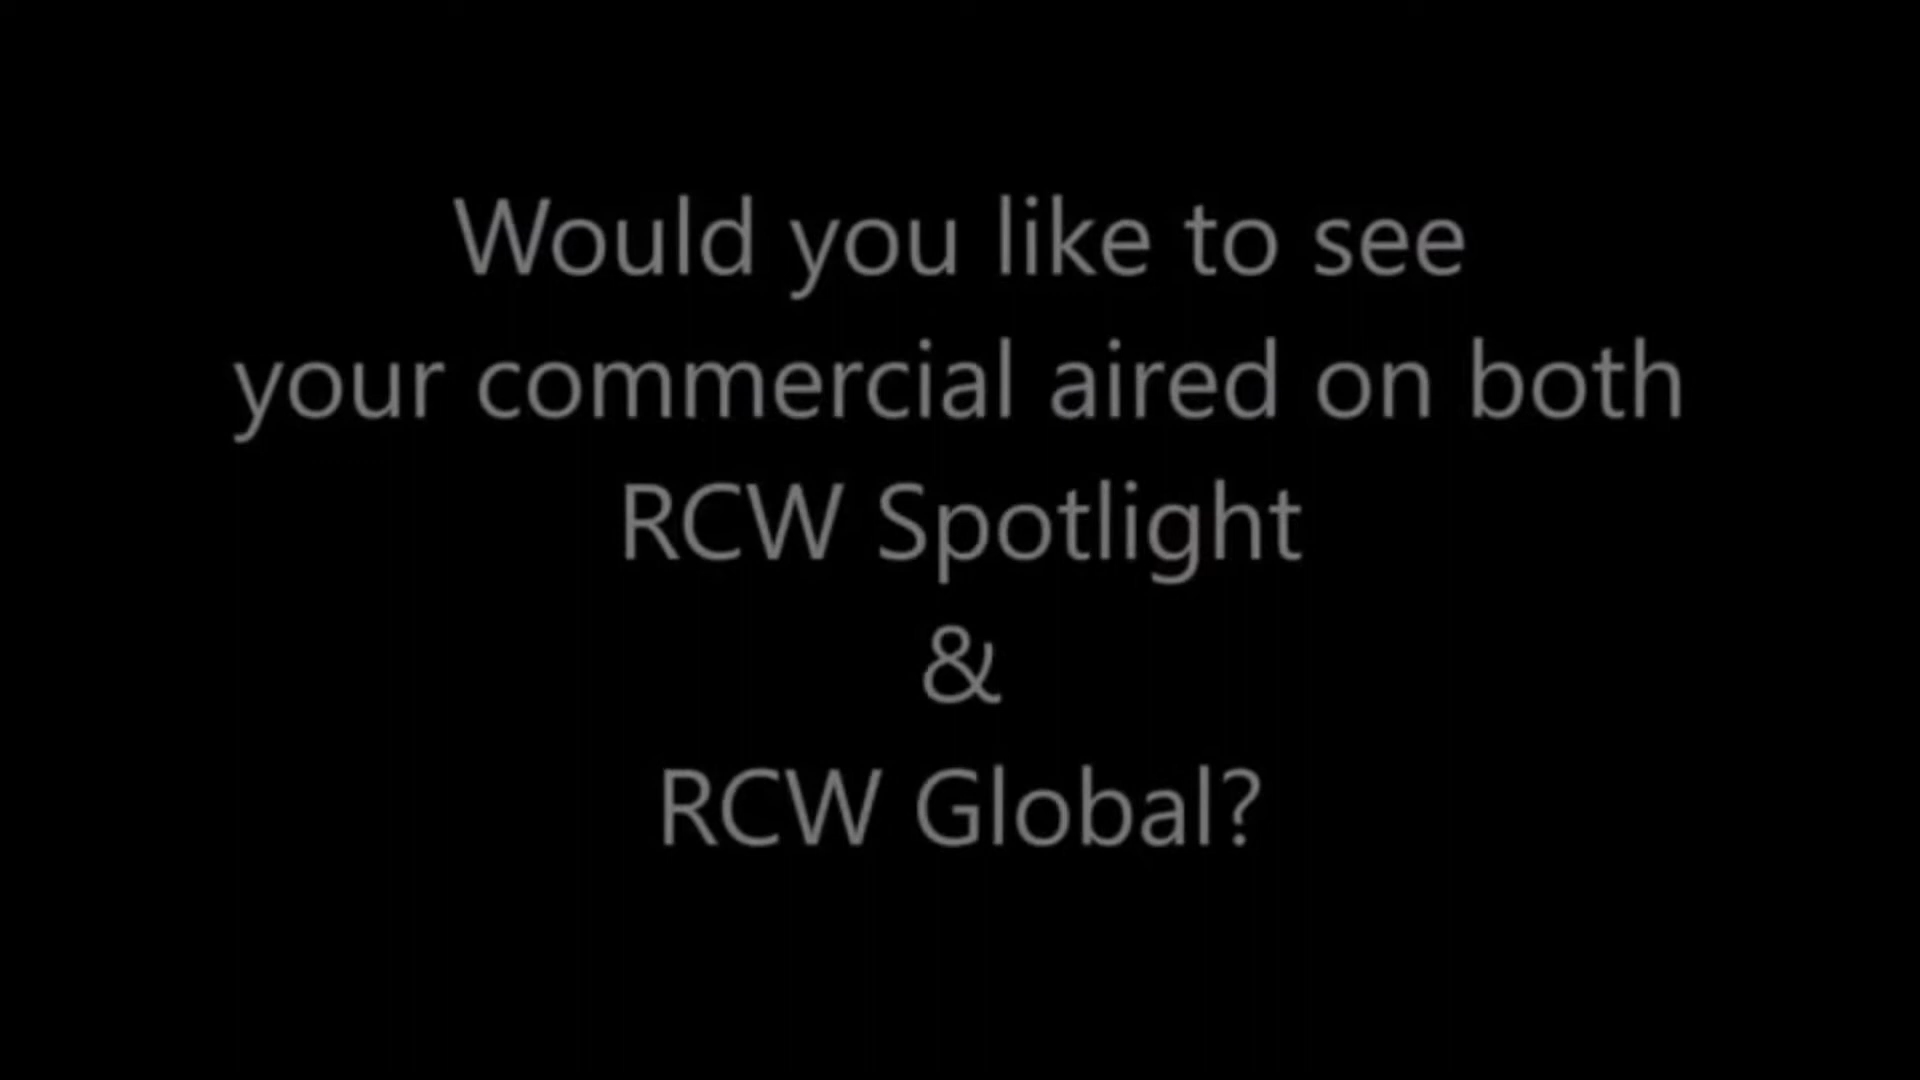 Would you like to see
your commercial aired on both
RCW Spotlight
&
RCW Global?